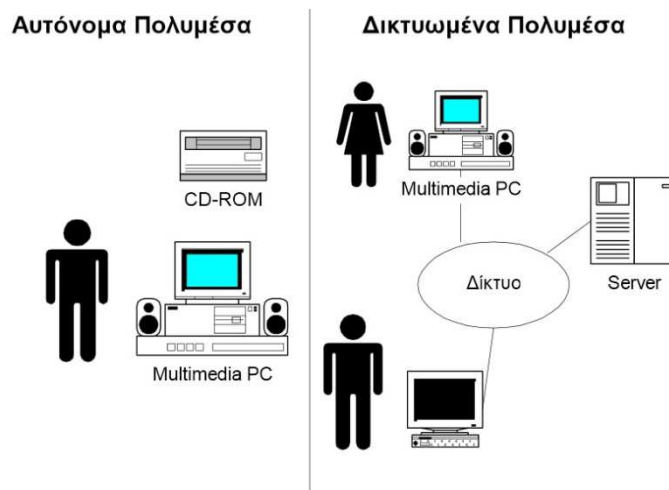 Αυτόνομα Πολυμέσα
CD-ROM
Multimedia PC
Δικτυωμένα Πολυμέσα
Multimedia PC
Δίκτυο
Server